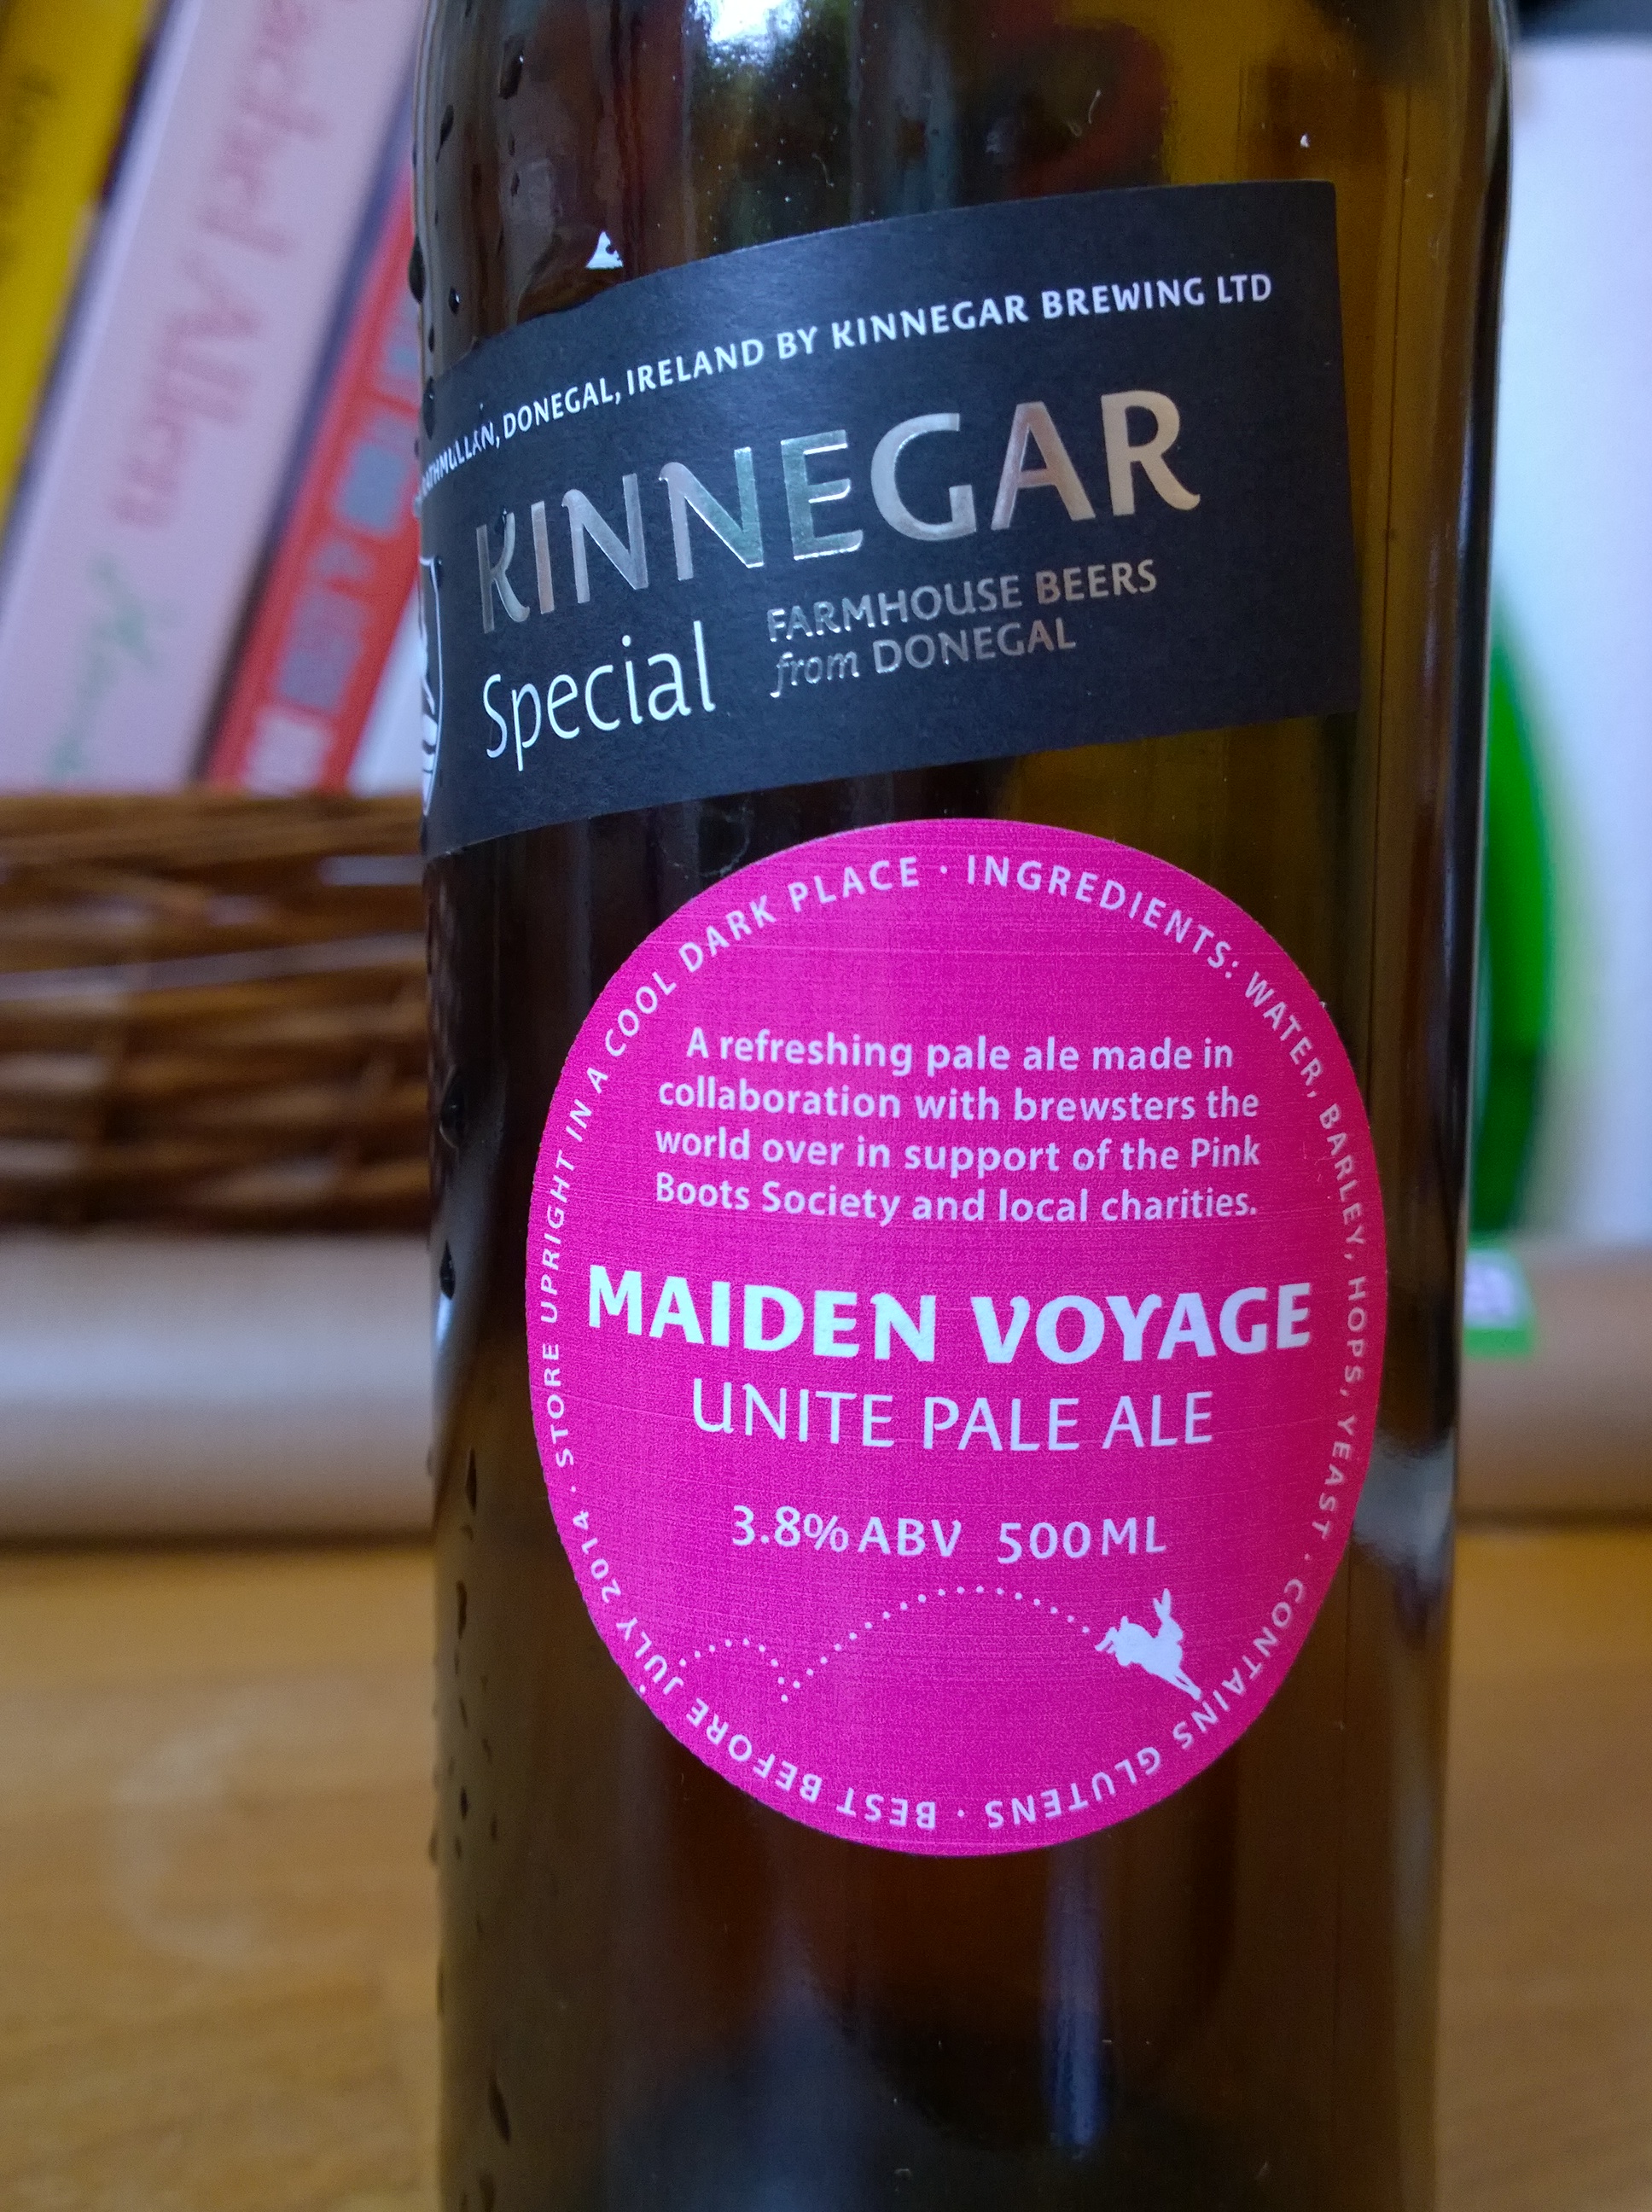 RATHMULLAN, DONEGAL, IRELAND BY KINNEGAR BREWING LTD
KINNEGAR
Special
FARMHOUSE BEERS
from DONEGAL
STORE UPRIGHT IN A COOL DARK PLACE · INGREDIENTS: WATER, BARLEY, HOPS, YEAST · CONTAINS GLUTENS · BEST BEFORE JULY 2014 ·
A refreshing pale ale made in
collaboration with brewsters the
world over in support of the Pink
Boots Society and local charities.
MAIDEN VOYAGE
UNITE PALE ALE
3.8% ABV 500ML
Rachel Allen